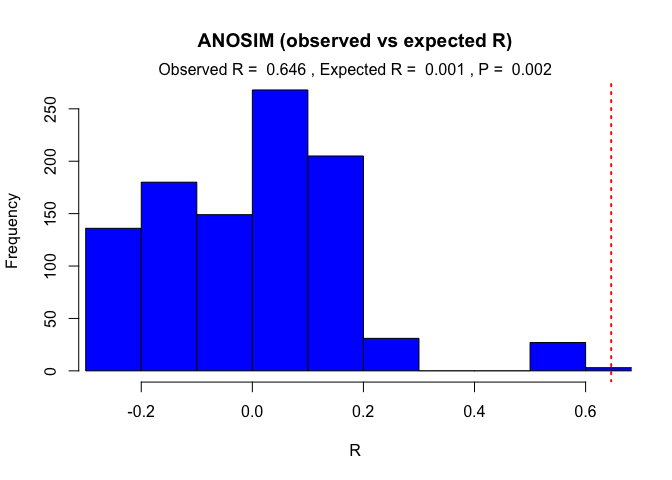 ANOSIM (observed vs expected R)
Observed R =  0.646 , Expected R =  0.001 , P =  0.002
250
200
150
100
50
0
Frequency
-0.2 0.0 0.2 0.4 0.6
R